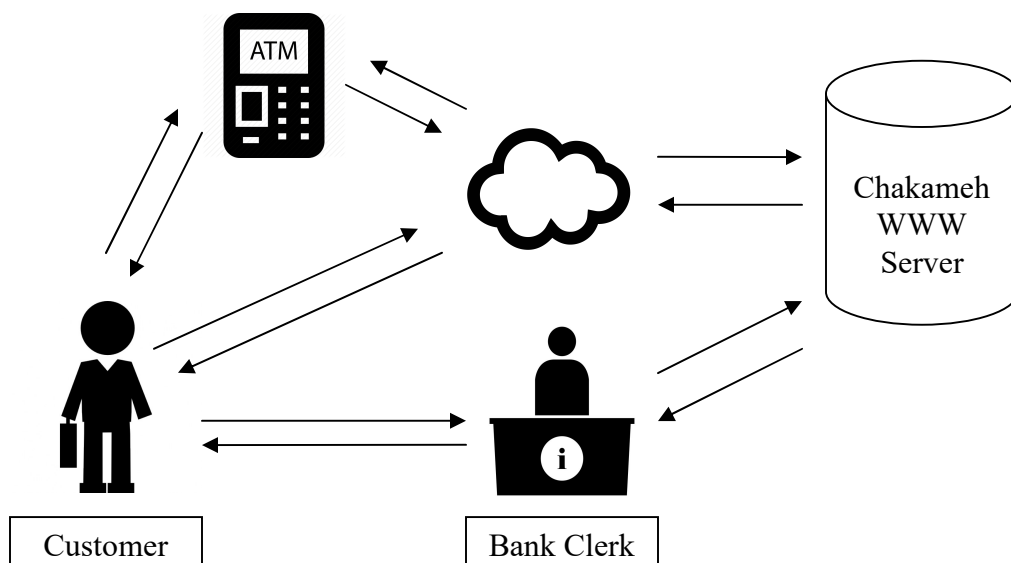 ATM
Chakameh
WWW
Server
i
Customer
Bank Clerk